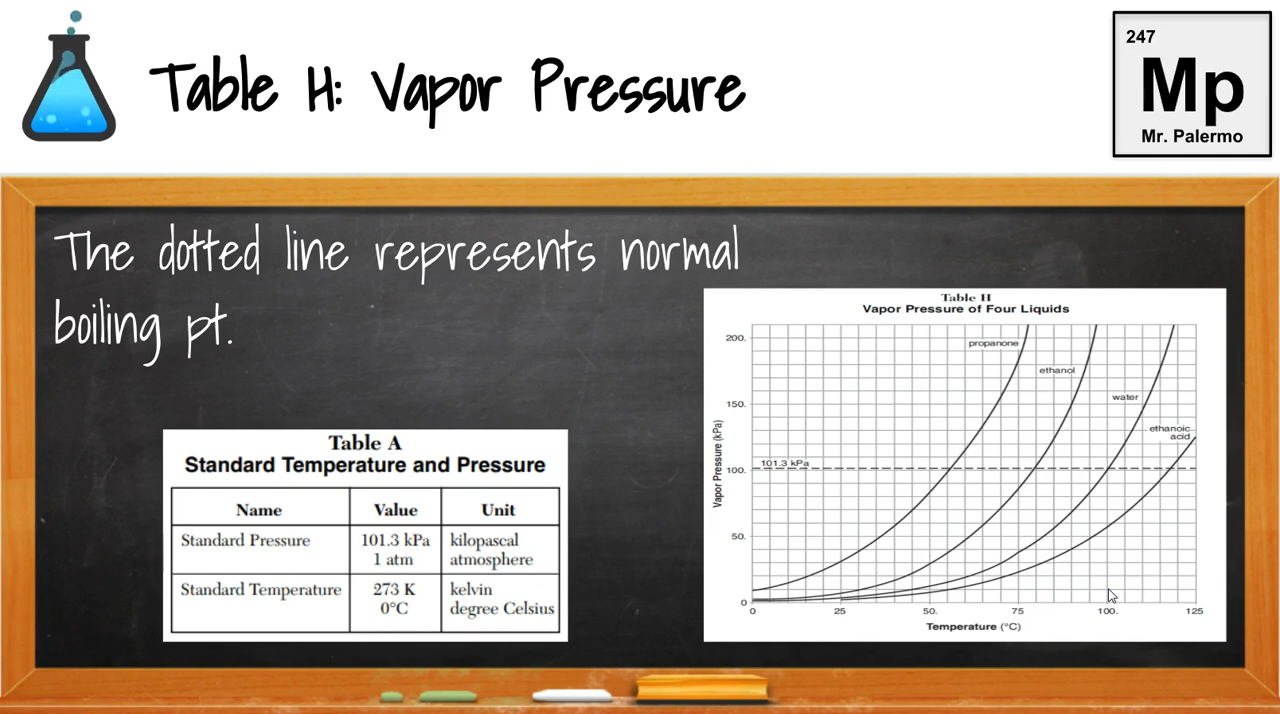 Table H: Vapor Pressure
247
Mp
Mr. Palermo
The dotted line represents normal
boiling pt.
Table A
Standard Temperature and Pressure
Name Value Unit
Standard Pressure 101.3 kPa kilopascal
1 atm atmosphere
Standard Temperature 273 K kelvin
0°C degree Celsius
Table H
Vapor Pressure of Four Liquids
Vapor Pressure (kPa)
200.
150.
100.
50.
0
propanone
ethanol
water
ethanoic
acid
101.3 kPa
0 25 50. 75 100. 125
Temperature (°C)